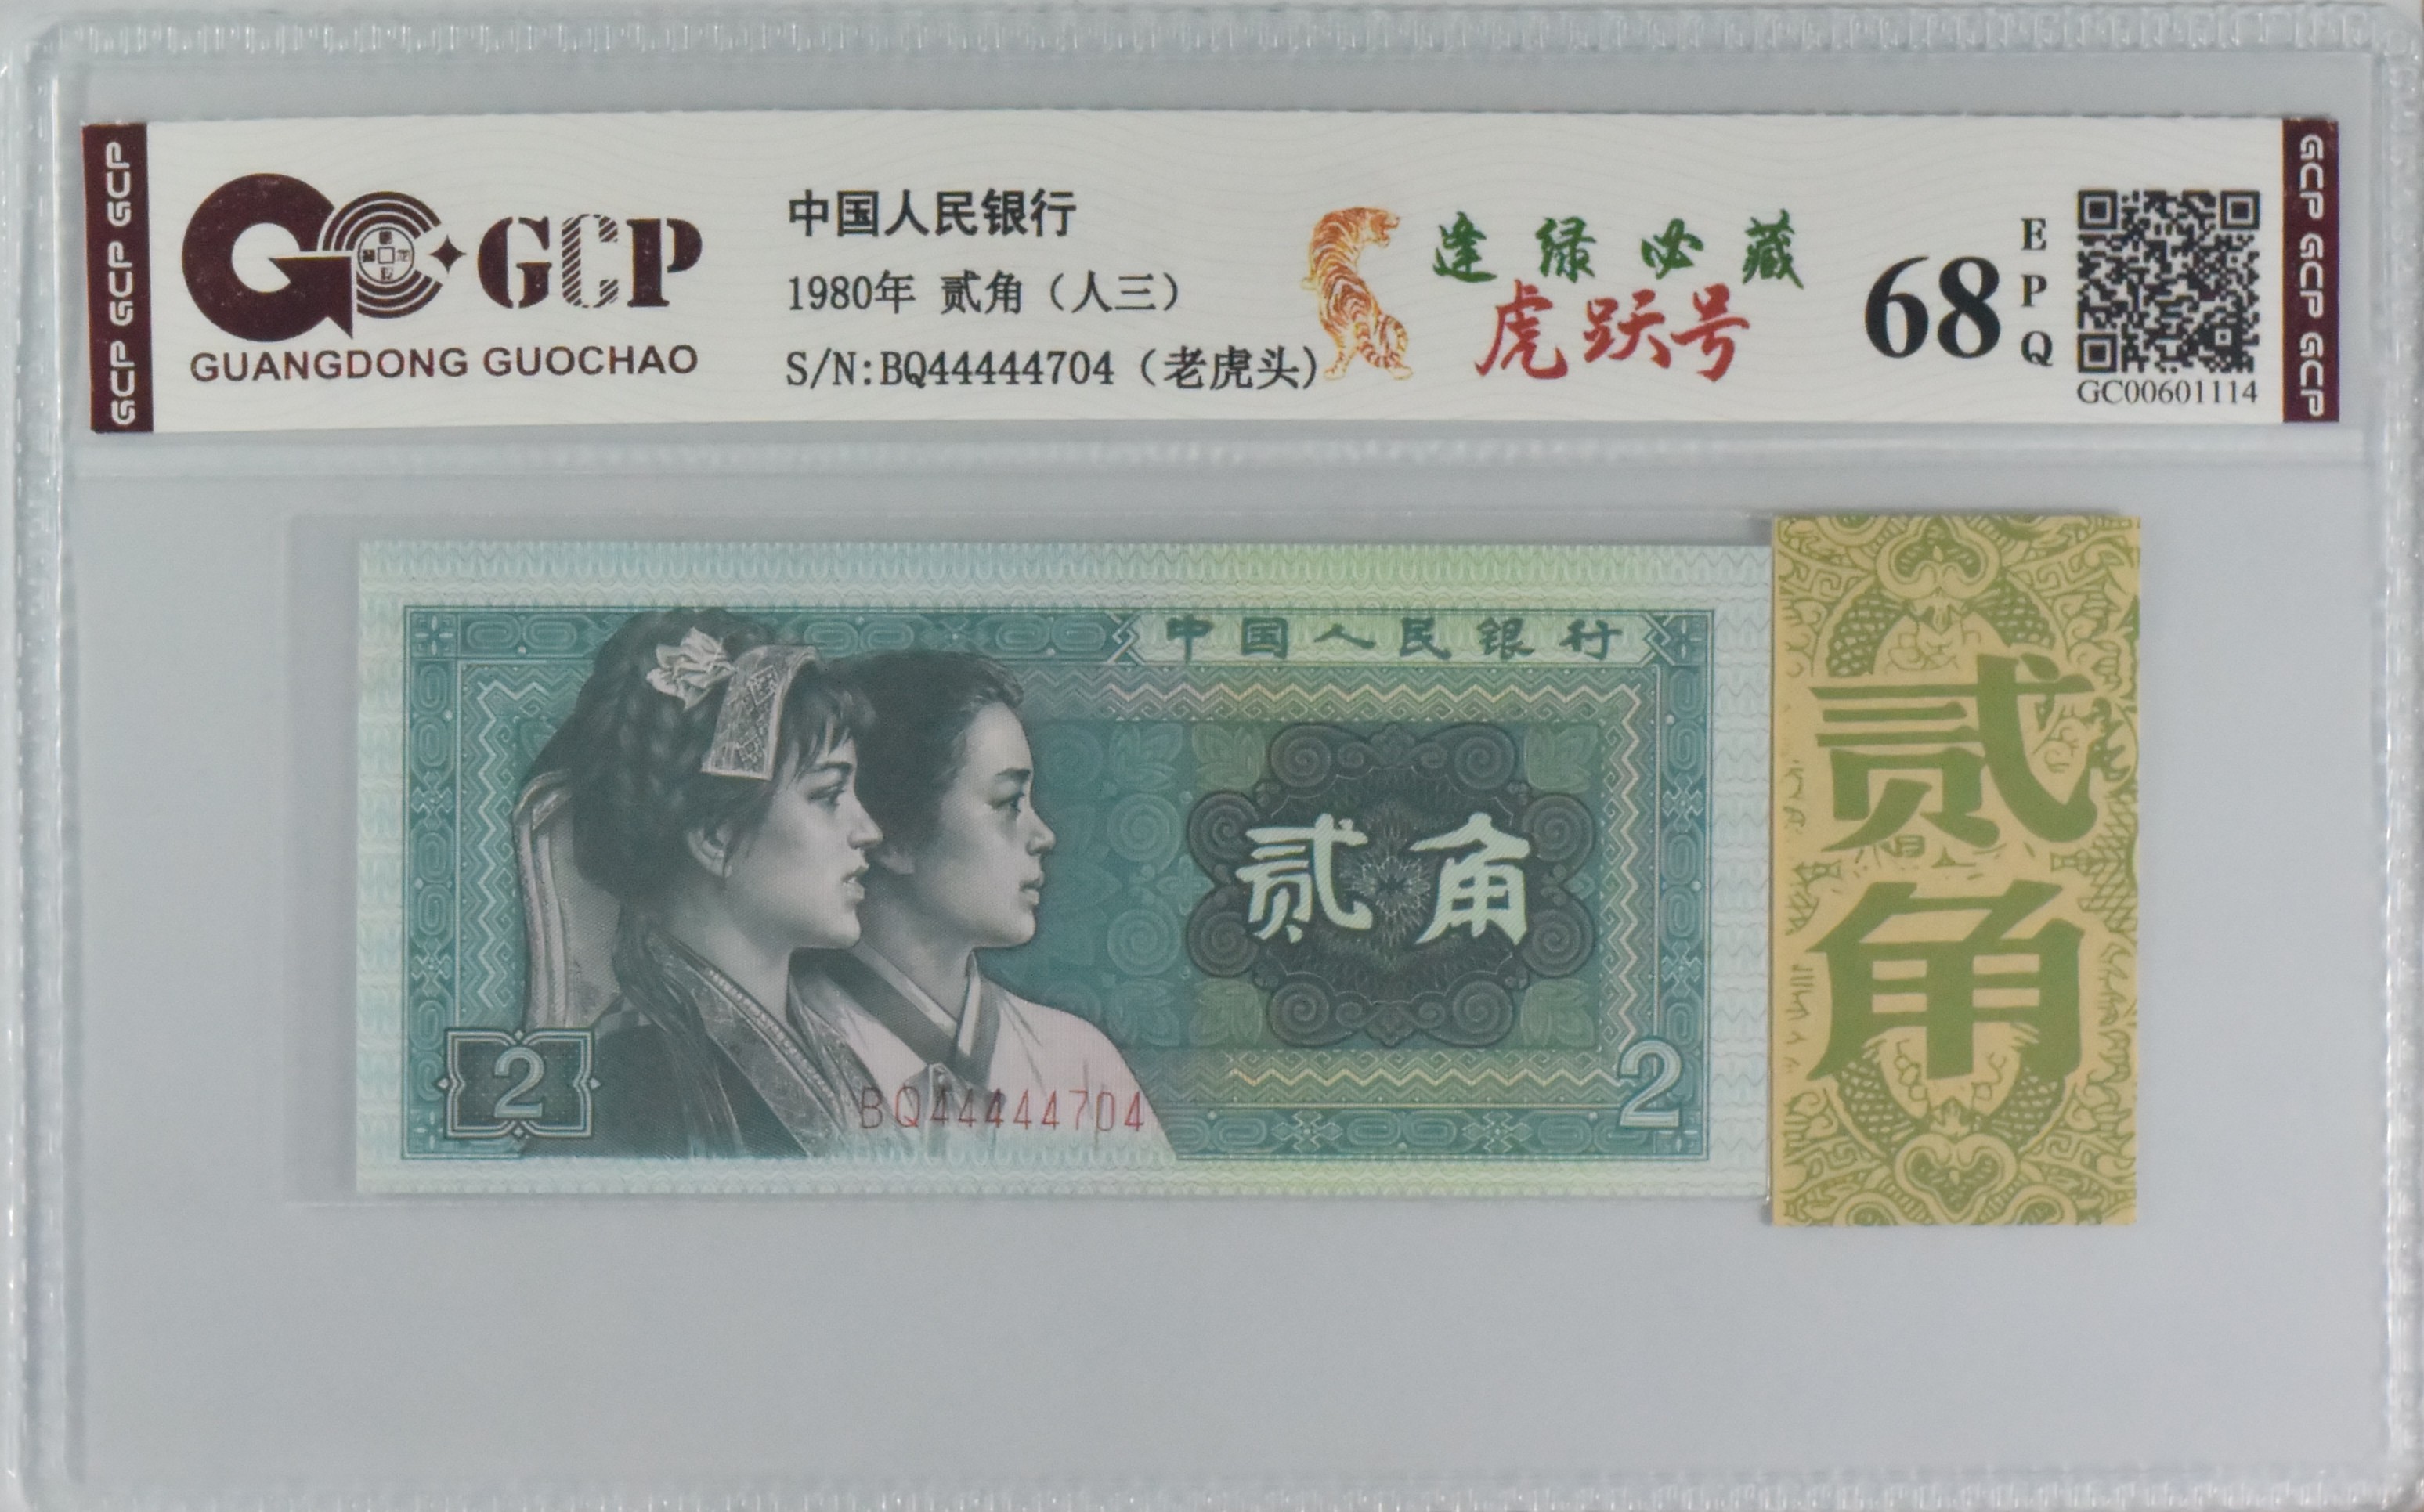 GCP GCP GCP
GCP
GUANGDONG GUOCHAO
中国人民银行
1980年 贰角（人三）
S/N:BQ44444704（老虎头）
逢绿必藏
虎跃号
68
E
P
Q
GC00601114
GCP GCP GCP
中国人民银行
贰角
2
BQ44444704
2
贰
角